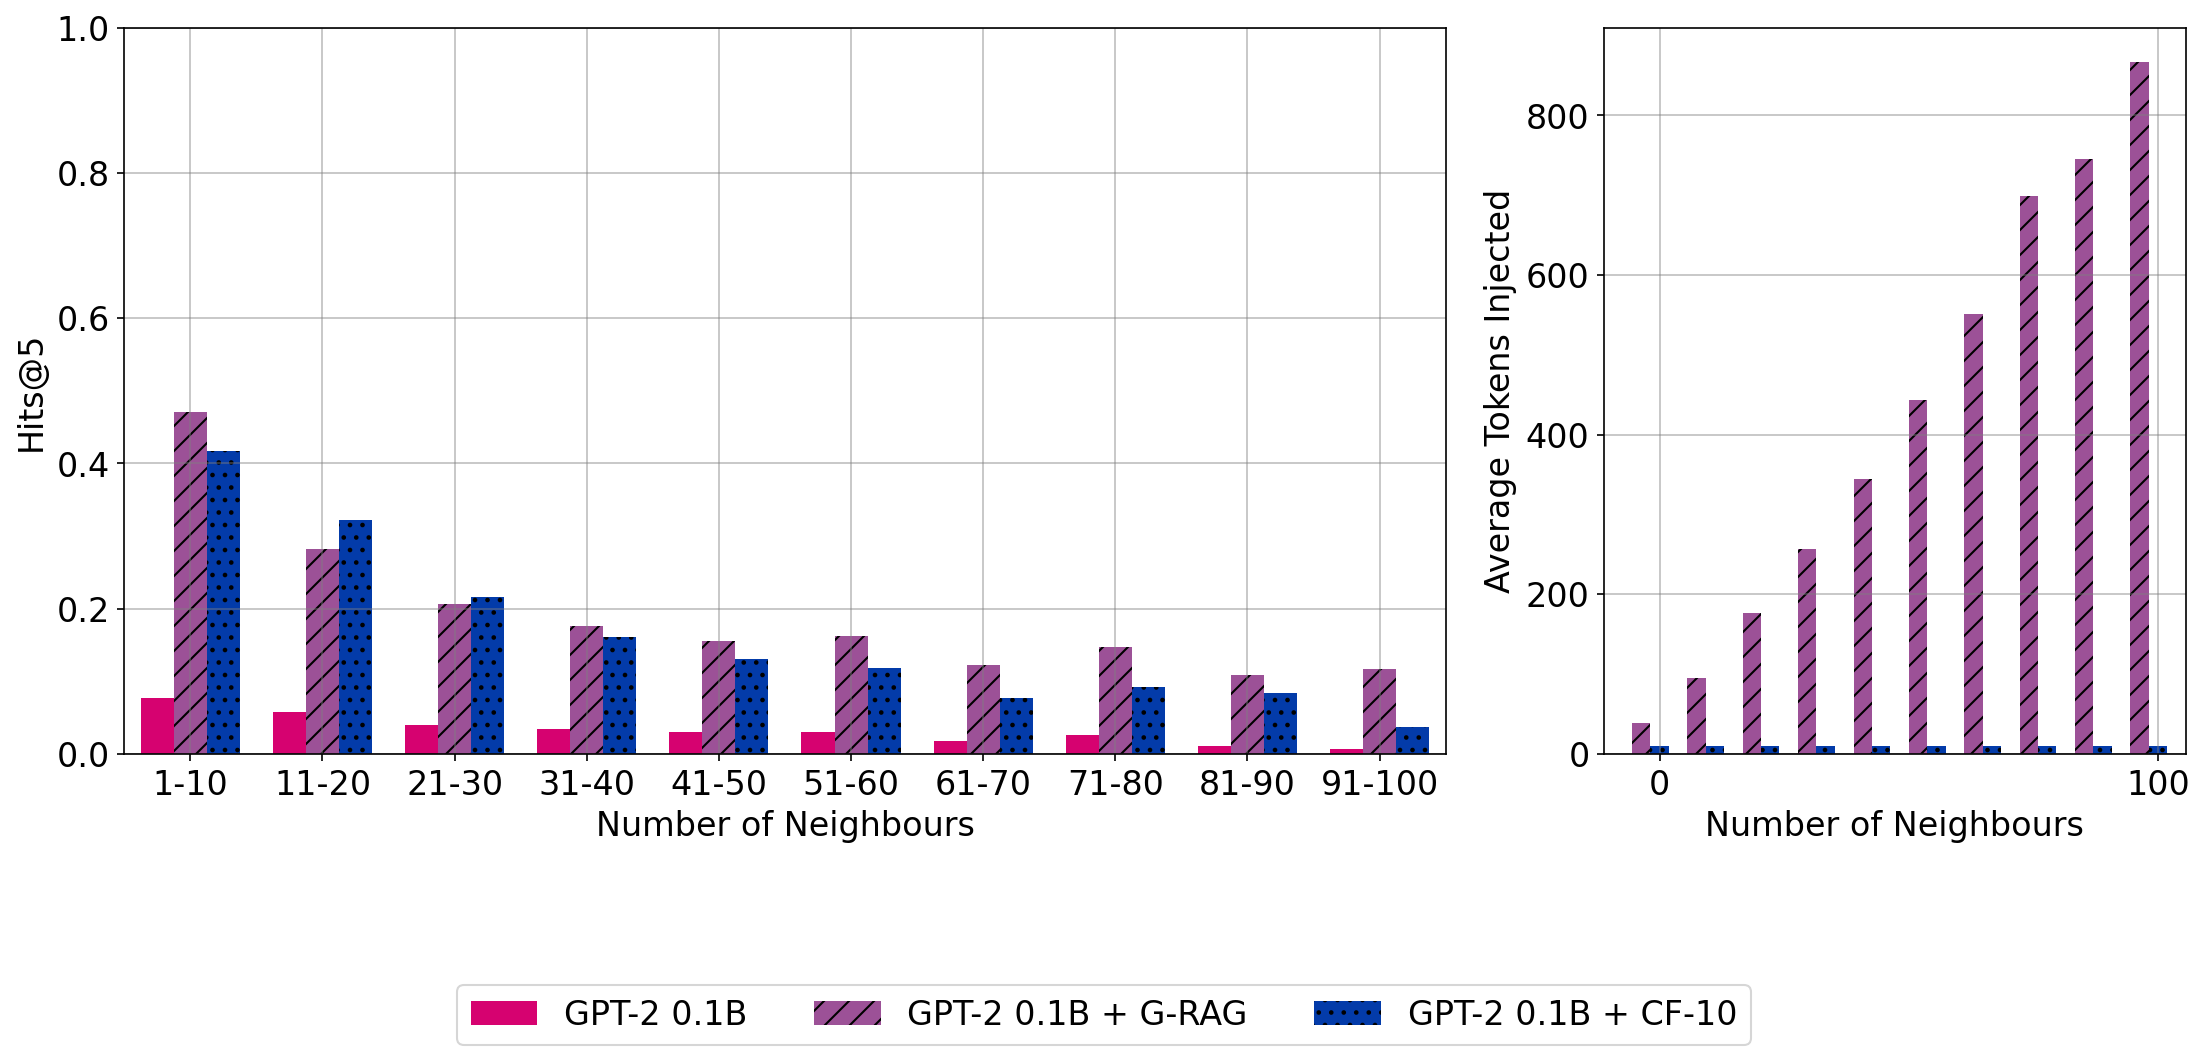 1.0
0.8
0.6
0.4
0.2
0.0
Hits@5
1-10 11-20 21-30 31-40 41-50 51-60 61-70 71-80 81-90 91-100
Number of Neighbours
800
600
400
200
0
Average Tokens Injected
0 100
Number of Neighbours
GPT-2 0.1B GPT-2 0.1B + G-RAG GPT-2 0.1B + CF-10